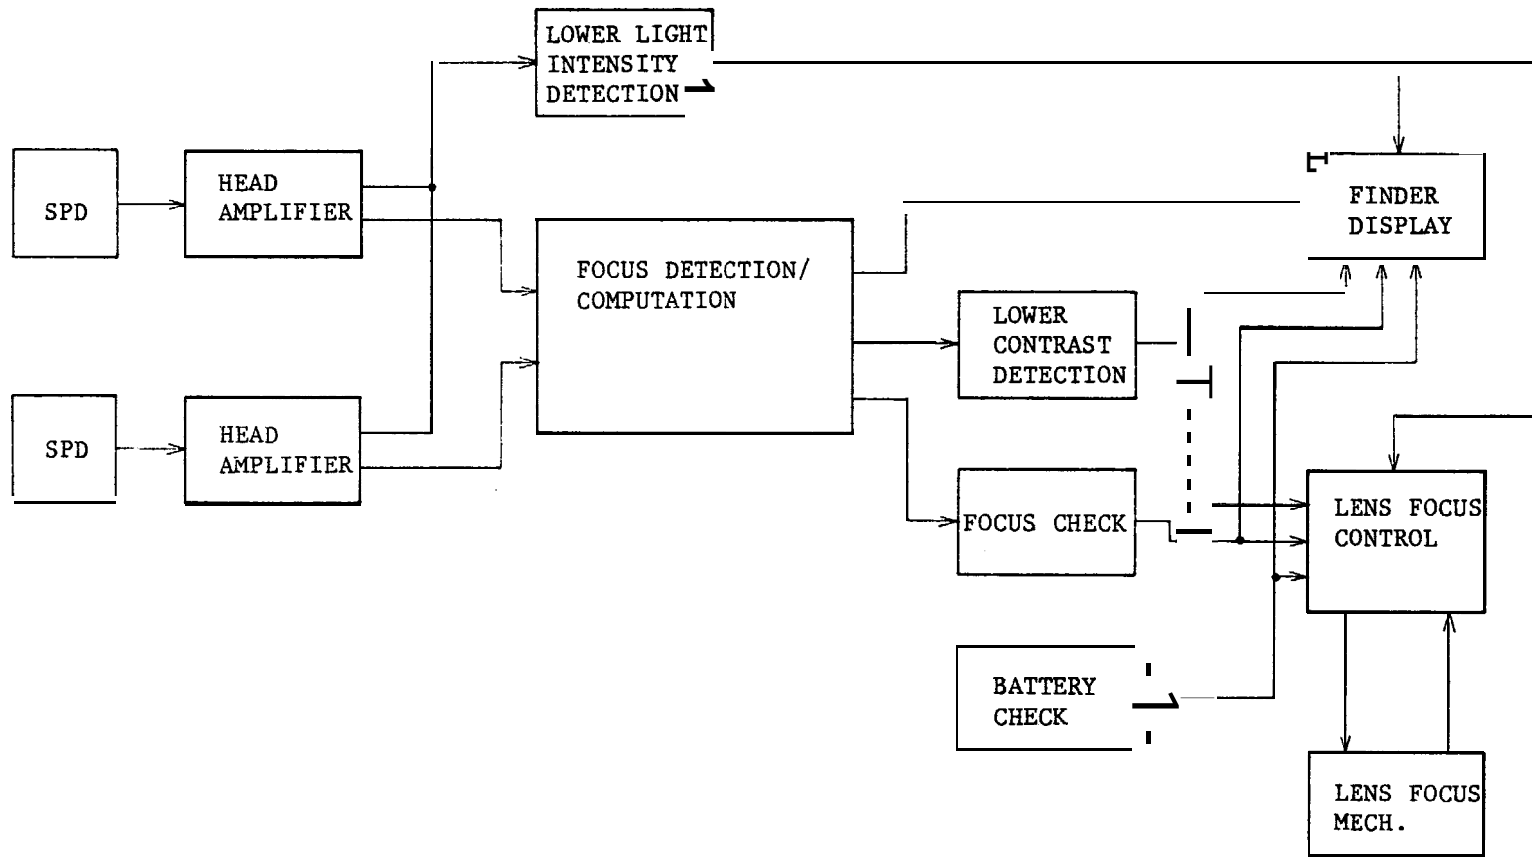 LOWER LIGHT
INTENSITY
DETECTION
SPD
HEAD
AMPLIFIER
FINDER
DISPLAY
FOCUS DETECTION/
COMPUTATION
LOWER
CONTRAST
DETECTION
SPD
HEAD
AMPLIFIER
FOCUS CHECK
LENS FOCUS
CONTROL
BATTERY
CHECK
LENS FOCUS
MECH.